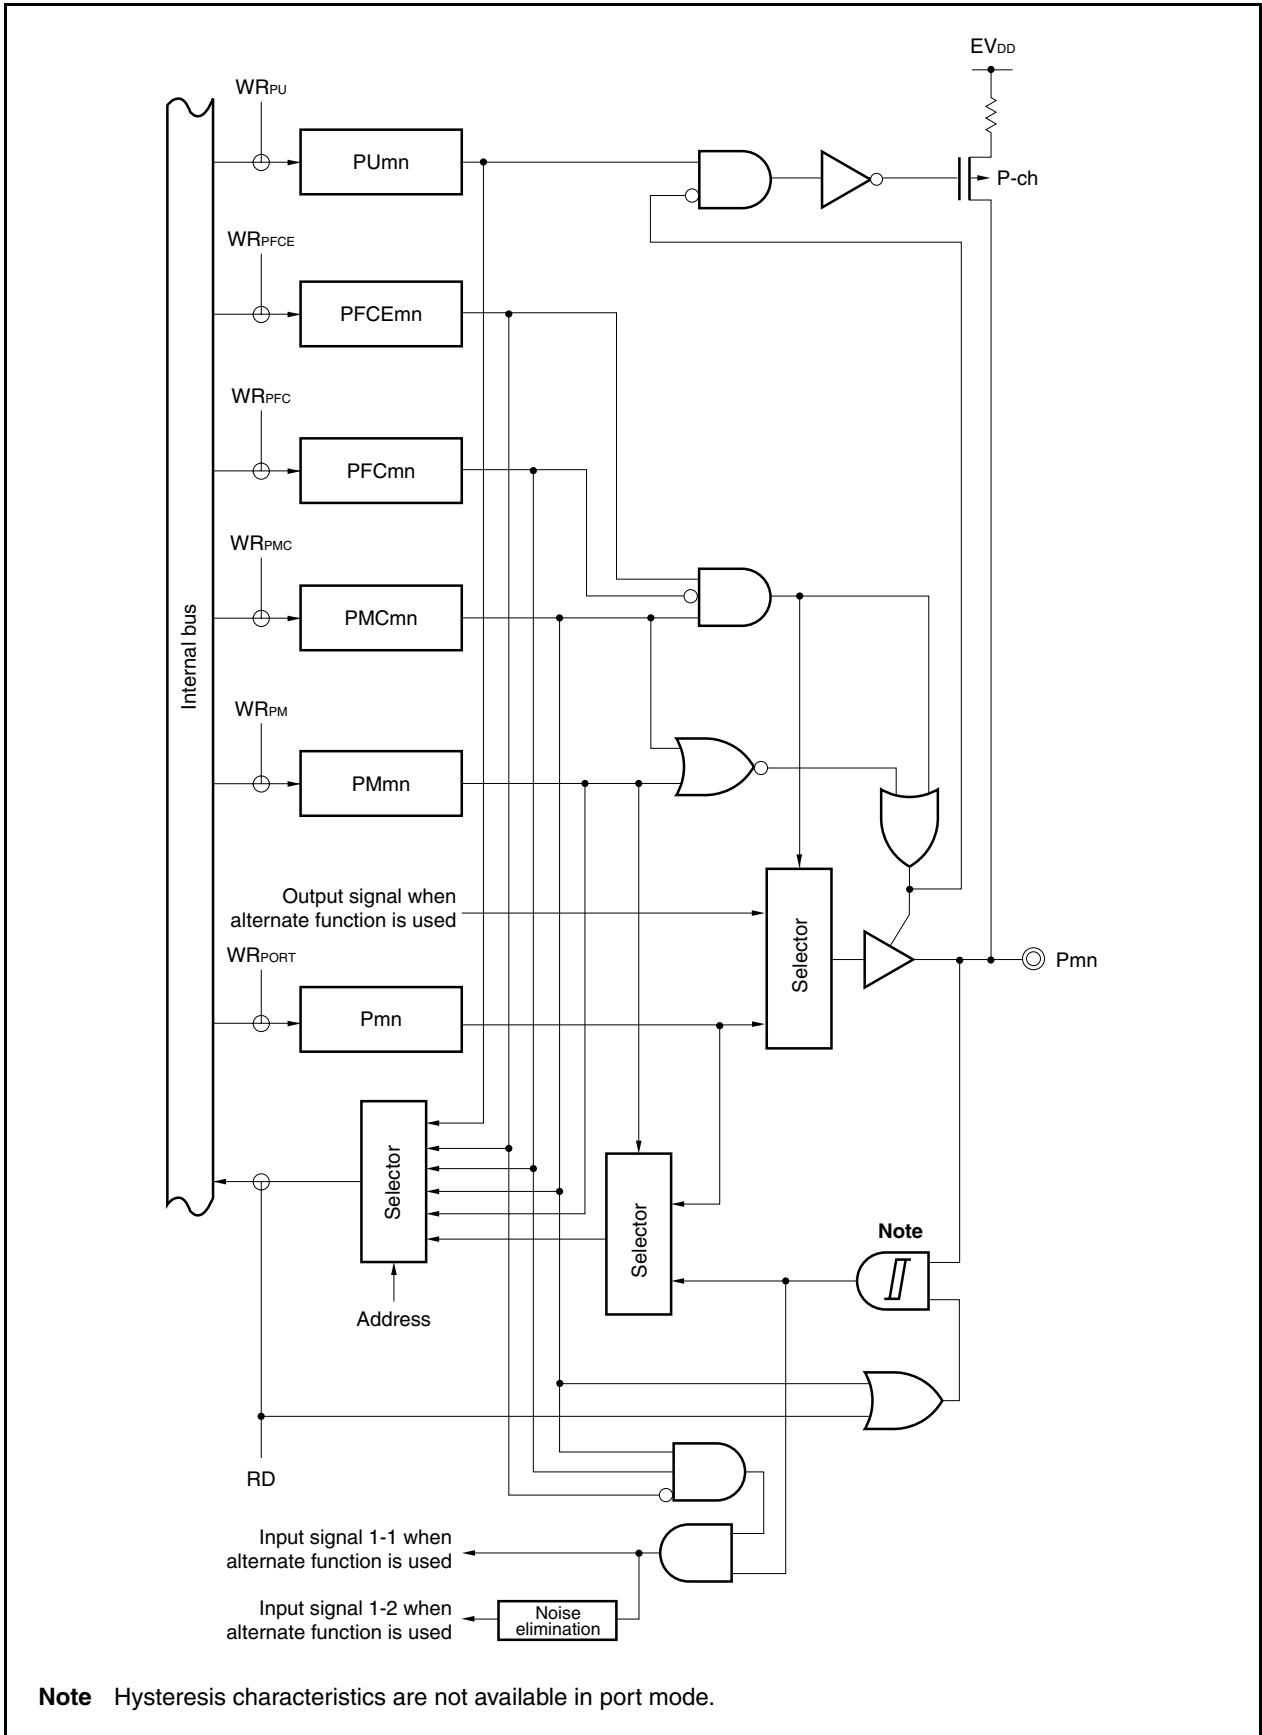 EVDD
WRPU
PUmn
P-ch
WRPFCE
PFCEmn
WRPFC
PFCmn
WRPMC
PMCmn
Internal bus
WRPM
PMmn
Output signal when
alternate function is used
Selector
WRPORT
Pmn
Pmn
Selector
Selector
Note
Address
RD
Input signal 1-1 when
alternate function is used
Input signal 1-2 when
alternate function is used
Noise
elimination
Note Hysteresis characteristics are not available in port mode.